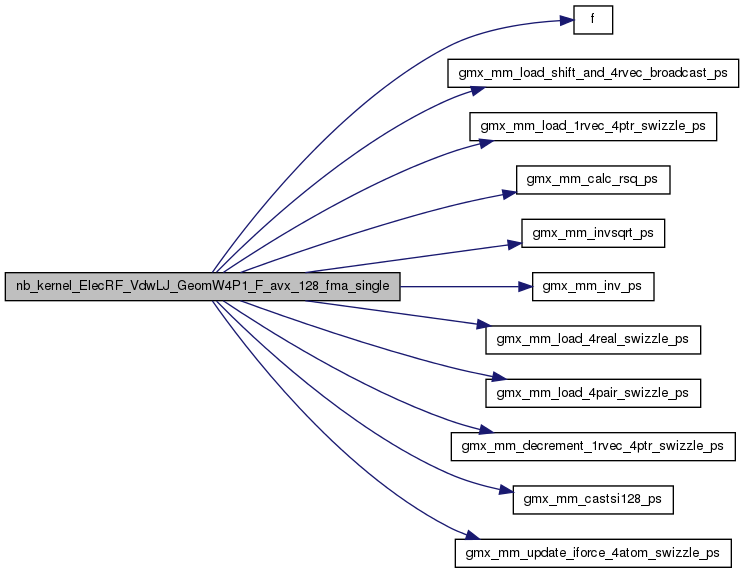 f
gmx_mm_load_shift_and_4rvec_broadcast_ps
gmx_mm_load_1rvec_4ptr_swizzle_ps
gmx_mm_calc_rsq_ps
gmx_mm_invsqrt_ps
nb_kernel_ElecRF_VdwLJ_GeomW4P1_F_avx_128_fma_single
gmx_mm_inv_ps
gmx_mm_load_4real_swizzle_ps
gmx_mm_load_4pair_swizzle_ps
gmx_mm_decrement_1rvec_4ptr_swizzle_ps
gmx_mm_castsi128_ps
gmx_mm_update_iforce_4atom_swizzle_ps